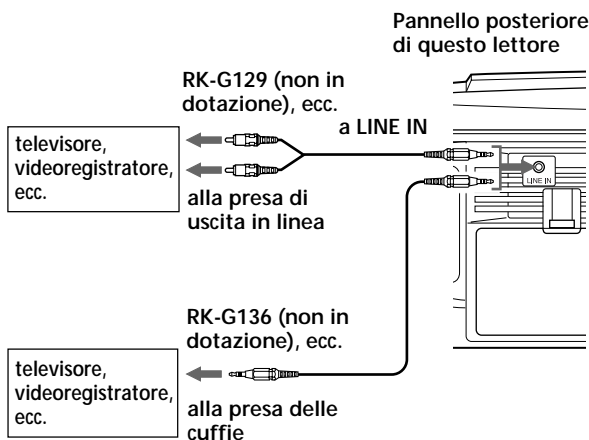 Pannello posteriore
di questo lettore
RK-G129 (non in
dotazione), ecc.
a LINE IN
televisore,
videoregistratore,
ecc.
alla presa di
uscita in linea
LINE IN
RK-G136 (non in
dotazione), ecc.
televisore,
videoregistratore,
ecc.
alla presa delle
cuffie